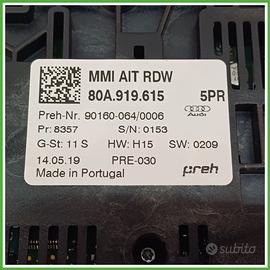 MMI AIT RDW
80A.919.615 5PR
Preh-Nr. 90160-064/0006 Audi
Pr: 8357 S/N: 0153
G-St: 11 S HW: H15 SW: 0209
14.05.19 PRE-030 preh
Made in Portugal
subito